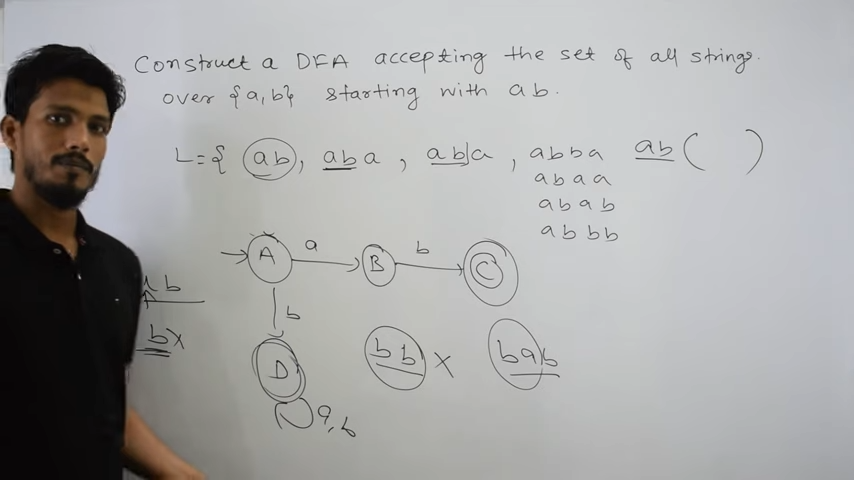 Construct a DFA accepting the set of all strings.
over {a,b} starting with ab.
L={ ab, aba, ab|a, abba ab( )
abaa
abab
abbb
A a B b C
b
ab
bX
bb X bab
D
a,b